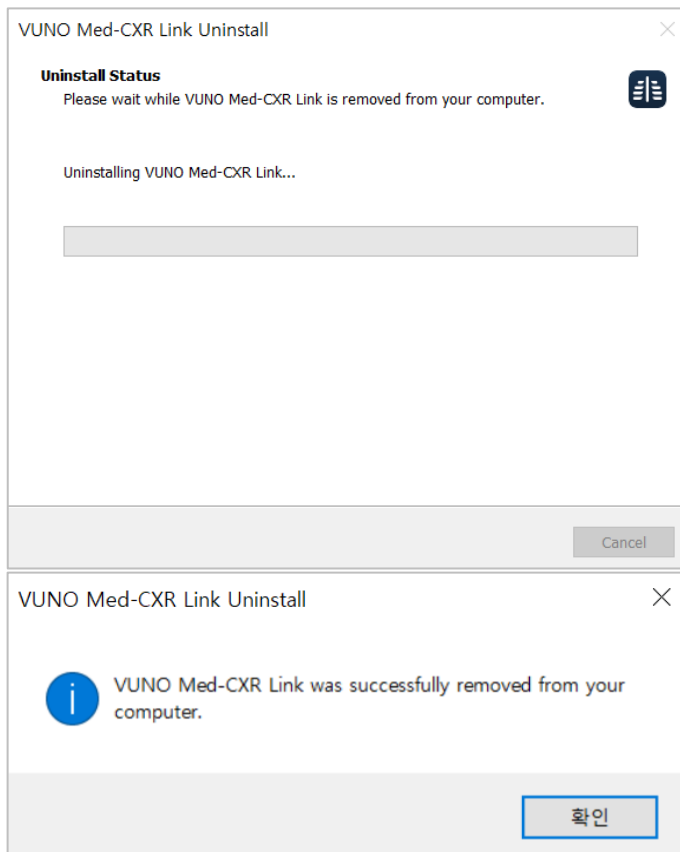 VUNO Med-CXR Link Uninstall
Uninstall Status
Please wait while VUNO Med-CXR Link is removed from your computer.
Uninstalling VUNO Med-CXR Link...
Cancel
VUNO Med-CXR Link Uninstall
VUNO Med-CXR Link was successfully removed from your
computer.
확인